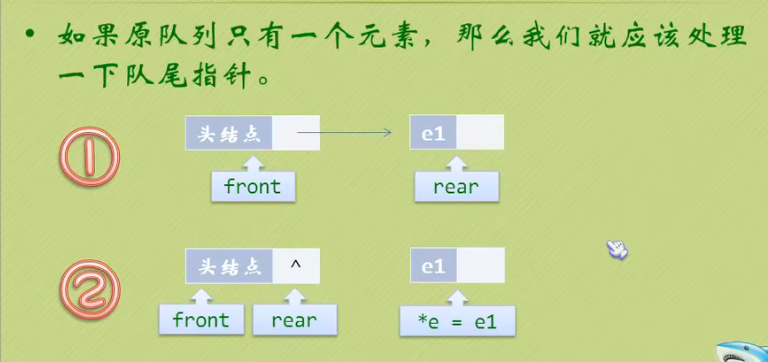 • 如果原队列只有一个元素，那么我们就应该处理
一下队尾指针。
① 头结点 e1
front rear
② 头结点 ^ e1
front rear *e = e1